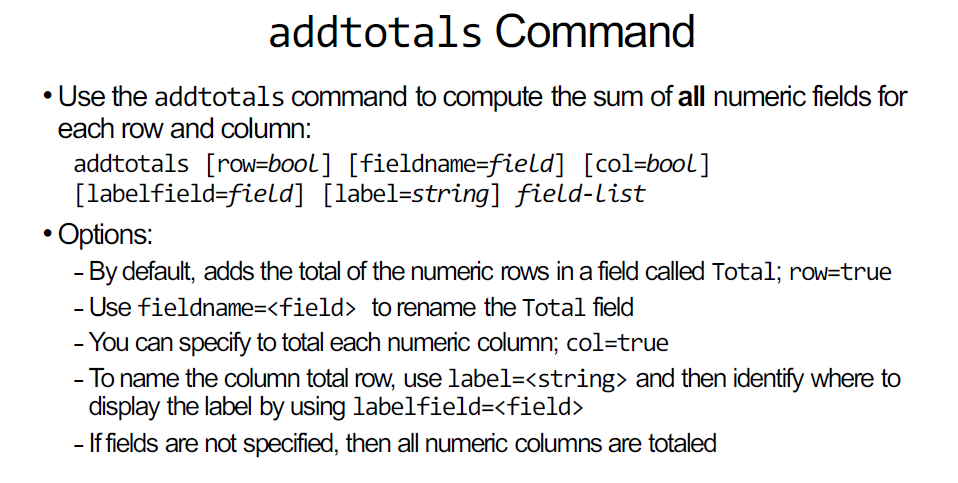 addtotals Command
• Use the addtotals command to compute the sum of all numeric fields for
each row and column:
addtotals [row=bool] [fieldname=field] [col=bool]
[labelfield=field] [label=string] field-list
• Options:
– By default, adds the total of the numeric rows in a field called Total; row=true
– Use fieldname=<field> to rename the Total field
– You can specify to total each numeric column; col=true
– To name the column total row, use label=<string> and then identify where to
display the label by using labelfield=<field>
– If fields are not specified, then all numeric columns are totaled